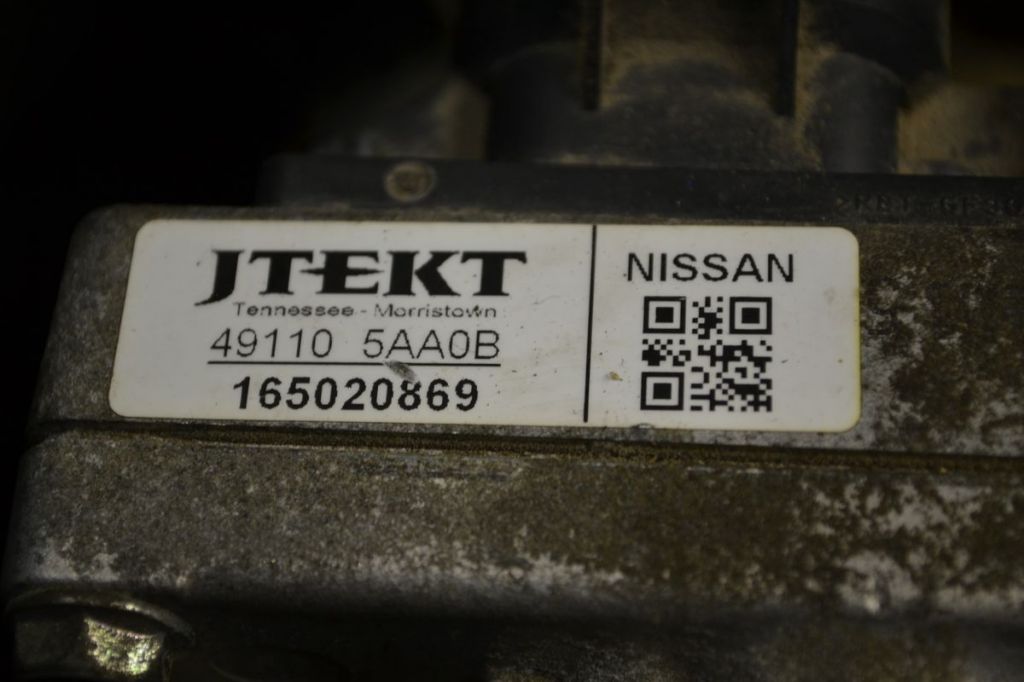 JTEKT
Tennessee - Morristown
49110 5AA0B
165020869
NISSAN